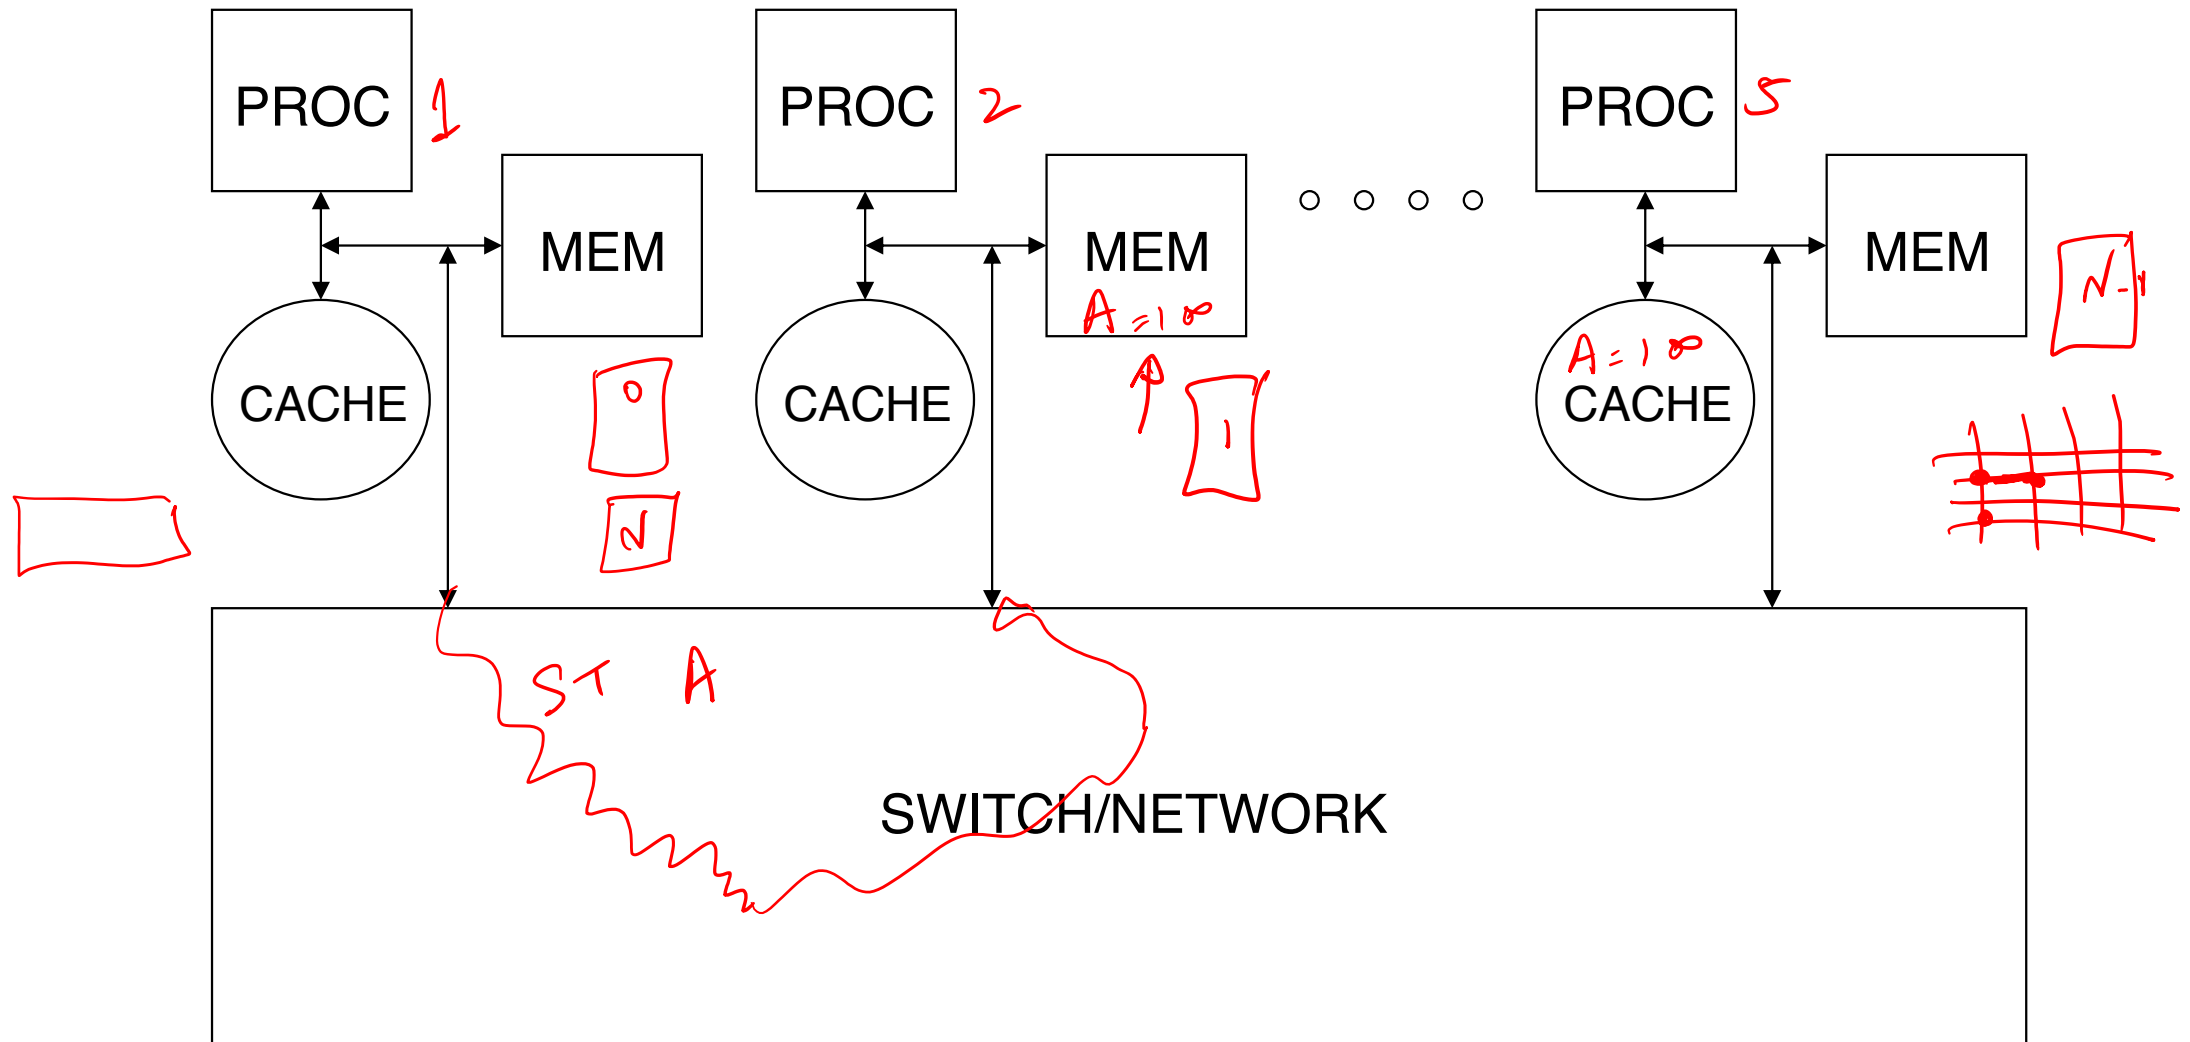 PROC 1 PROC 2 PROC 5
MEM MEM MEM
A=100
N-1
CACHE CACHE A=100 CACHE
0
1
N
ST A
SWITCH/NETWORK